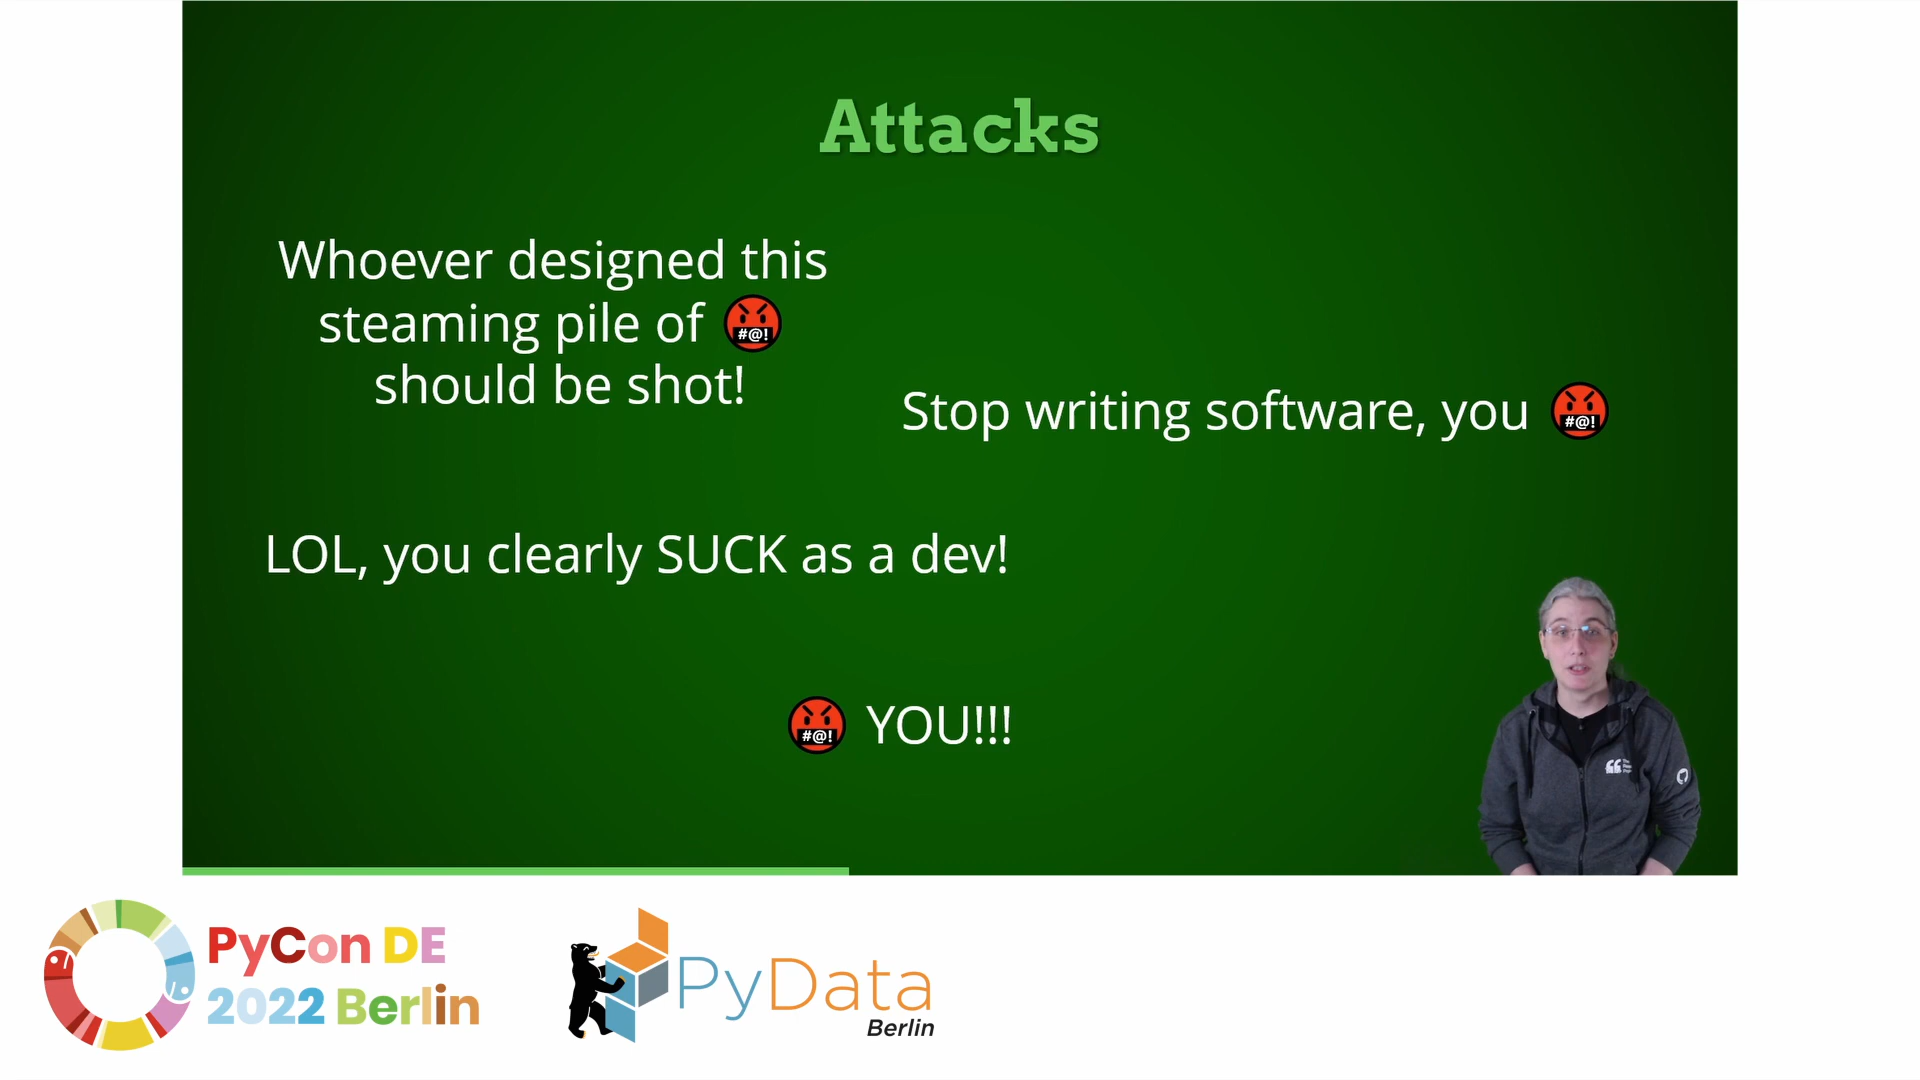 Attacks
Whoever designed this
steaming pile of
#@!
should be shot!
Stop writing software, you
#@!
LOL, you clearly SUCK as a dev!
#@!
YOU!!!
PyCon DE
2022 Berlin
PyData
Berlin